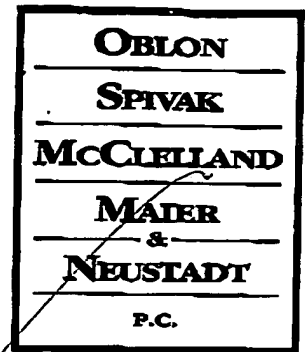 OBLON
SPIVAK
MCCLELLAND
MAIER
&
NEUSTADT
P.C.